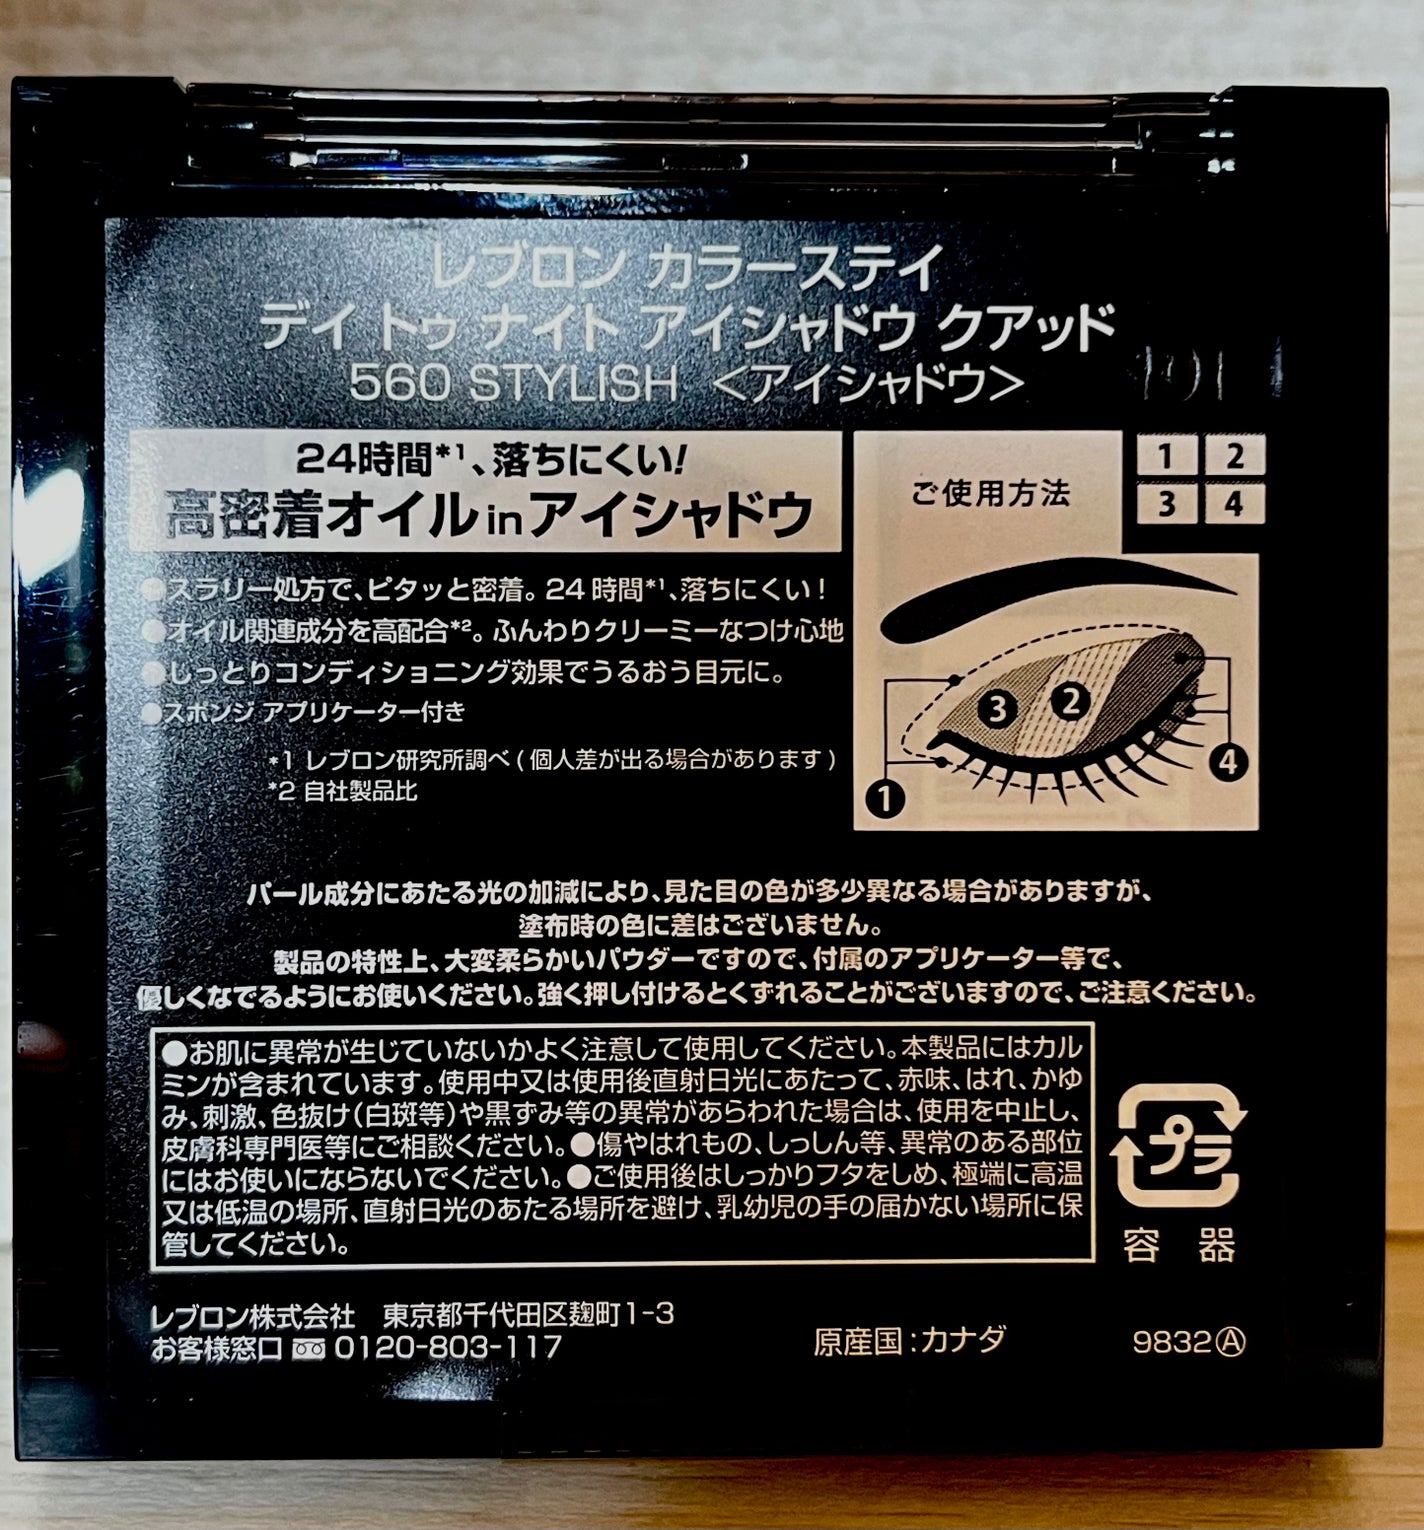 レブロン カラーステイ
デイ トゥ ナイト アイシャドウ クアッド
560 STYLISH <アイシャドウ>
24時間*1、落ちにくい!
高密着オイルinアイシャドウ
●スラリー処方で、ピタッと密着。24時間*1、落ちにくい!
●オイル関連成分を高配合*2。ふんわりクリーミーなつけ心地
●しっとりコンディショニング効果でうるおう目元に。
●スポンジ アプリケーター付き
*1 レブロン研究所調べ ( 個人差が出る場合があります )
*2 自社製品比
ご使用方法
1 2
3 4
3
2
4
1
パール成分にあたる光の加減により、見た目の色が多少異なる場合がありますが、
塗布時の色に差はございません。
製品の特性上、大変柔らかいパウダーですので、付属のアプリケーター等で、
優しくなでるようにお使いください。強く押し付けるとくずれることがございますので、ご注意ください。
●お肌に異常が生じていないかよく注意して使用してください。本製品にはカル
ミンが含まれています。使用中又は使用後直射日光にあたって、赤味、はれ、かゆ
み、刺激、色抜け(白斑等)や黒ずみ等の異常があらわれた場合は、使用を中止し、
皮膚科専門医等にご相談ください。●傷やはれもの、しっしん等、異常のある部位
にはお使いにならないでください。●ご使用後はしっかりフタをしめ、極端に高温
又は低温の場所、直射日光のあたる場所を避け、乳幼児の手の届かない場所に保
管してください。
プラ
容 器
レブロン株式会社 東京都千代田区麹町1-3
お客様窓口 0120-803-117
原産国:カナダ
9832Ⓐ